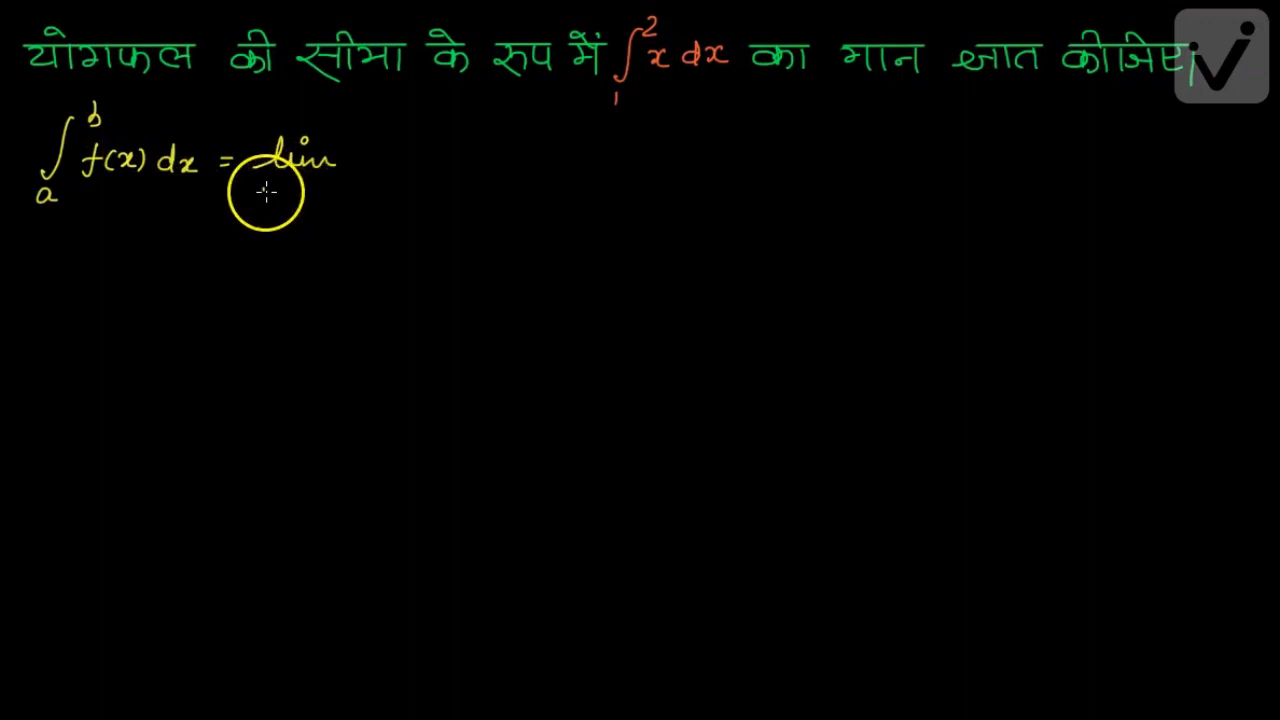 योगफल की सीमा के रुप में ∫₁² x dx का मान ज्ञात कीजिए।
∫ₐᵇ f(x) dx = lim